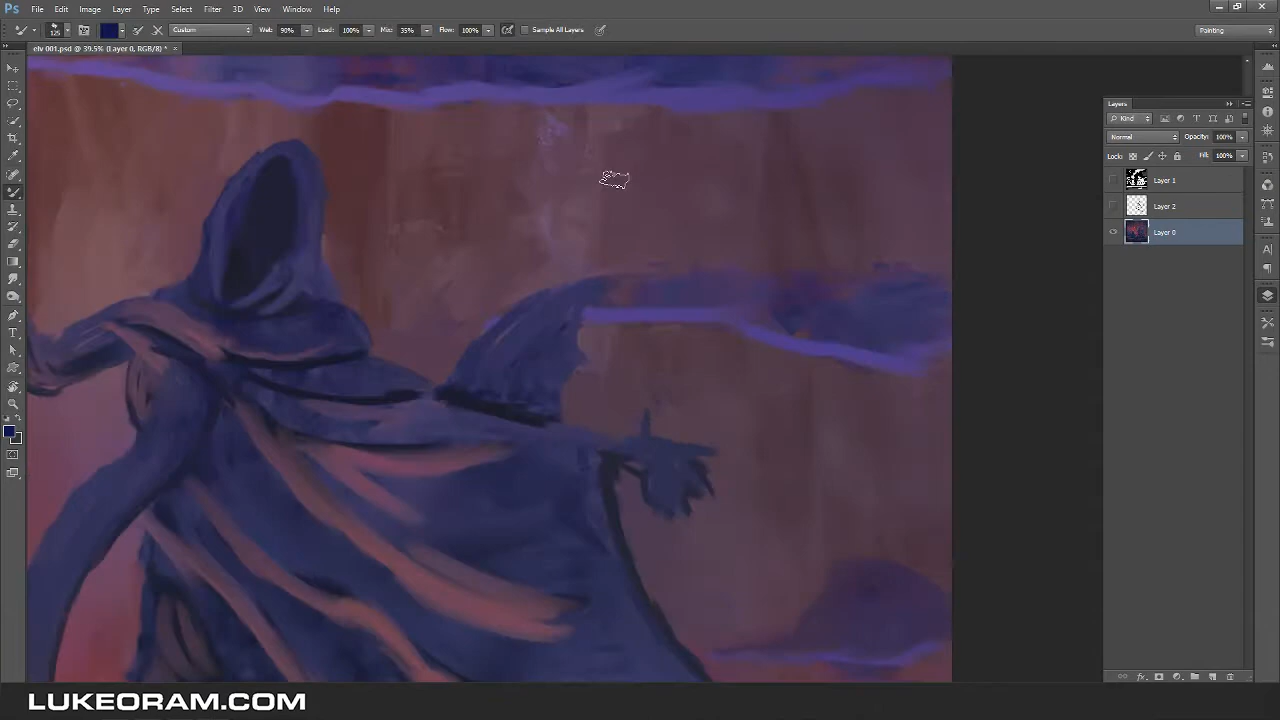 Ps File Edit Image Layer Type Select Filter 3D View Window Help
125 Custom Wet: 90% Load: 100% Mix: 35% Flow: 100% Sample All Layers Painting
elv 001.psd @ 39.5% (Layer 0, RGB/8) * ×
Layers
Kind
Normal Opacity: 100%
Lock: Fill: 100%
Layer 1
Layer 2
Layer 0
LUKEORAM.COM